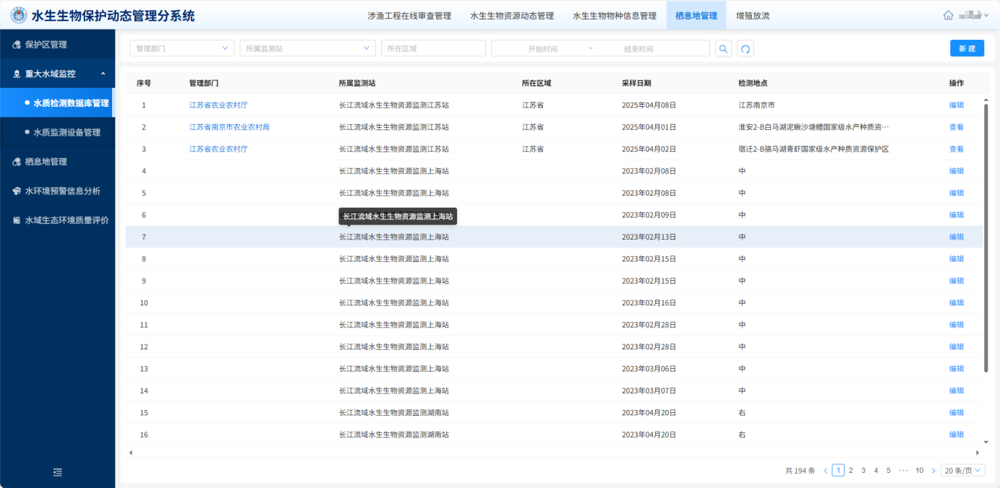 水生生物保护动态管理分系统
涉渔工程在线审查管理 水生生物资源动态管理 水生生物物种信息管理 栖息地管理 增殖放流
保护区管理
重大水域监控
水质检测数据库管理
水质监测设备管理
栖息地管理
水环境预警信息分析
水域生态环境质量评价
管理部门 所属监测站 所在区域 开始时间 ~ 结束时间 新 建
序号 管理部门 所属监测站 所在区域 采样日期 检测地点 操作
1 江苏省农业农村厅 长江流域水生生物资源监测江苏站 江苏省 2025年04月08日 江苏南京市 编辑
2 江苏省南京市农业农村局 长江流域水生生物资源监测江苏站 江苏省 2025年04月01日 淮安2-B白马湖泥鳅沙塘鳢国家级水产种质资… 查看
3 江苏省农业农村厅 长江流域水生生物资源监测江苏站 江苏省 2025年04月02日 宿迁2-B骆马湖青虾国家级水产种质资源保护区 查看
4 长江流域水生生物资源监测上海站 2023年02月08日 中 编辑
5 长江流域水生生物资源监测上海站 2023年02月08日 中 编辑
6 2023年02月09日 中 编辑
长江流域水生生物资源监测上海站
7 长江流域水生生物资源监测上海站 2023年02月13日 中 编辑
8 长江流域水生生物资源监测上海站 2023年02月15日 中 编辑
9 长江流域水生生物资源监测上海站 2023年02月15日 中 编辑
10 长江流域水生生物资源监测上海站 2023年02月16日 中 编辑
11 长江流域水生生物资源监测上海站 2023年02月28日 中 编辑
12 长江流域水生生物资源监测上海站 2023年02月28日 中 编辑
13 长江流域水生生物资源监测上海站 2023年03月06日 中 编辑
14 长江流域水生生物资源监测上海站 2023年03月07日 中 编辑
15 长江流域水生生物资源监测湖南站 2023年04月20日 右 编辑
16 长江流域水生生物资源监测湖南站 2023年04月20日 右 编辑
共 194 条 < 1 2 3 4 5 ··· 10 > 20 条/页